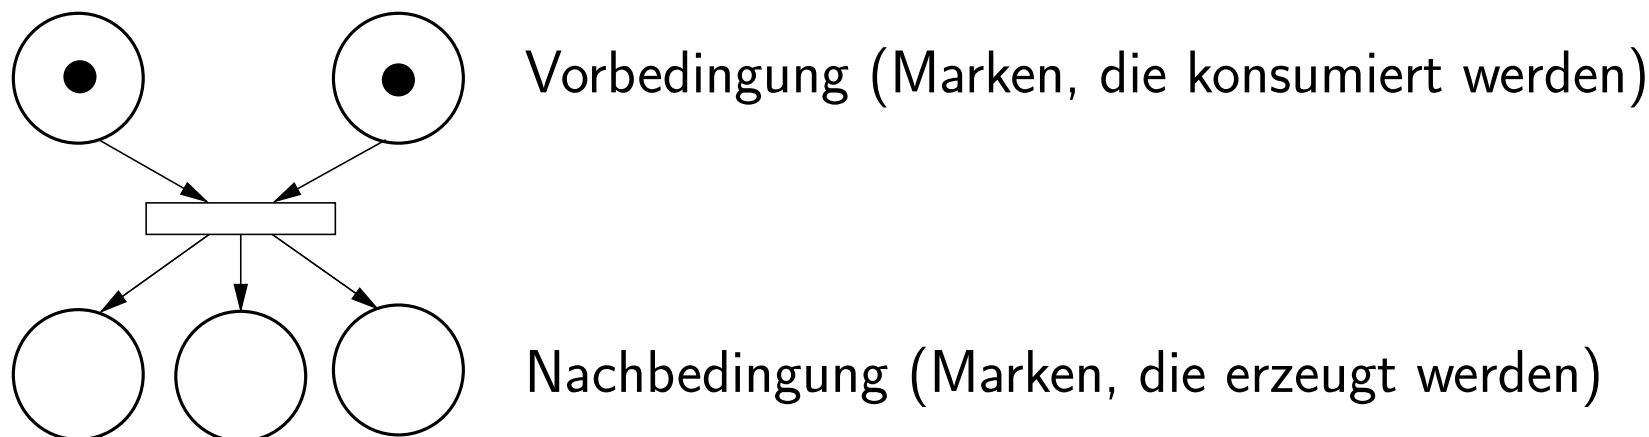 Vorbedingung (Marken, die konsumiert werden)
Nachbedingung (Marken, die erzeugt werden)